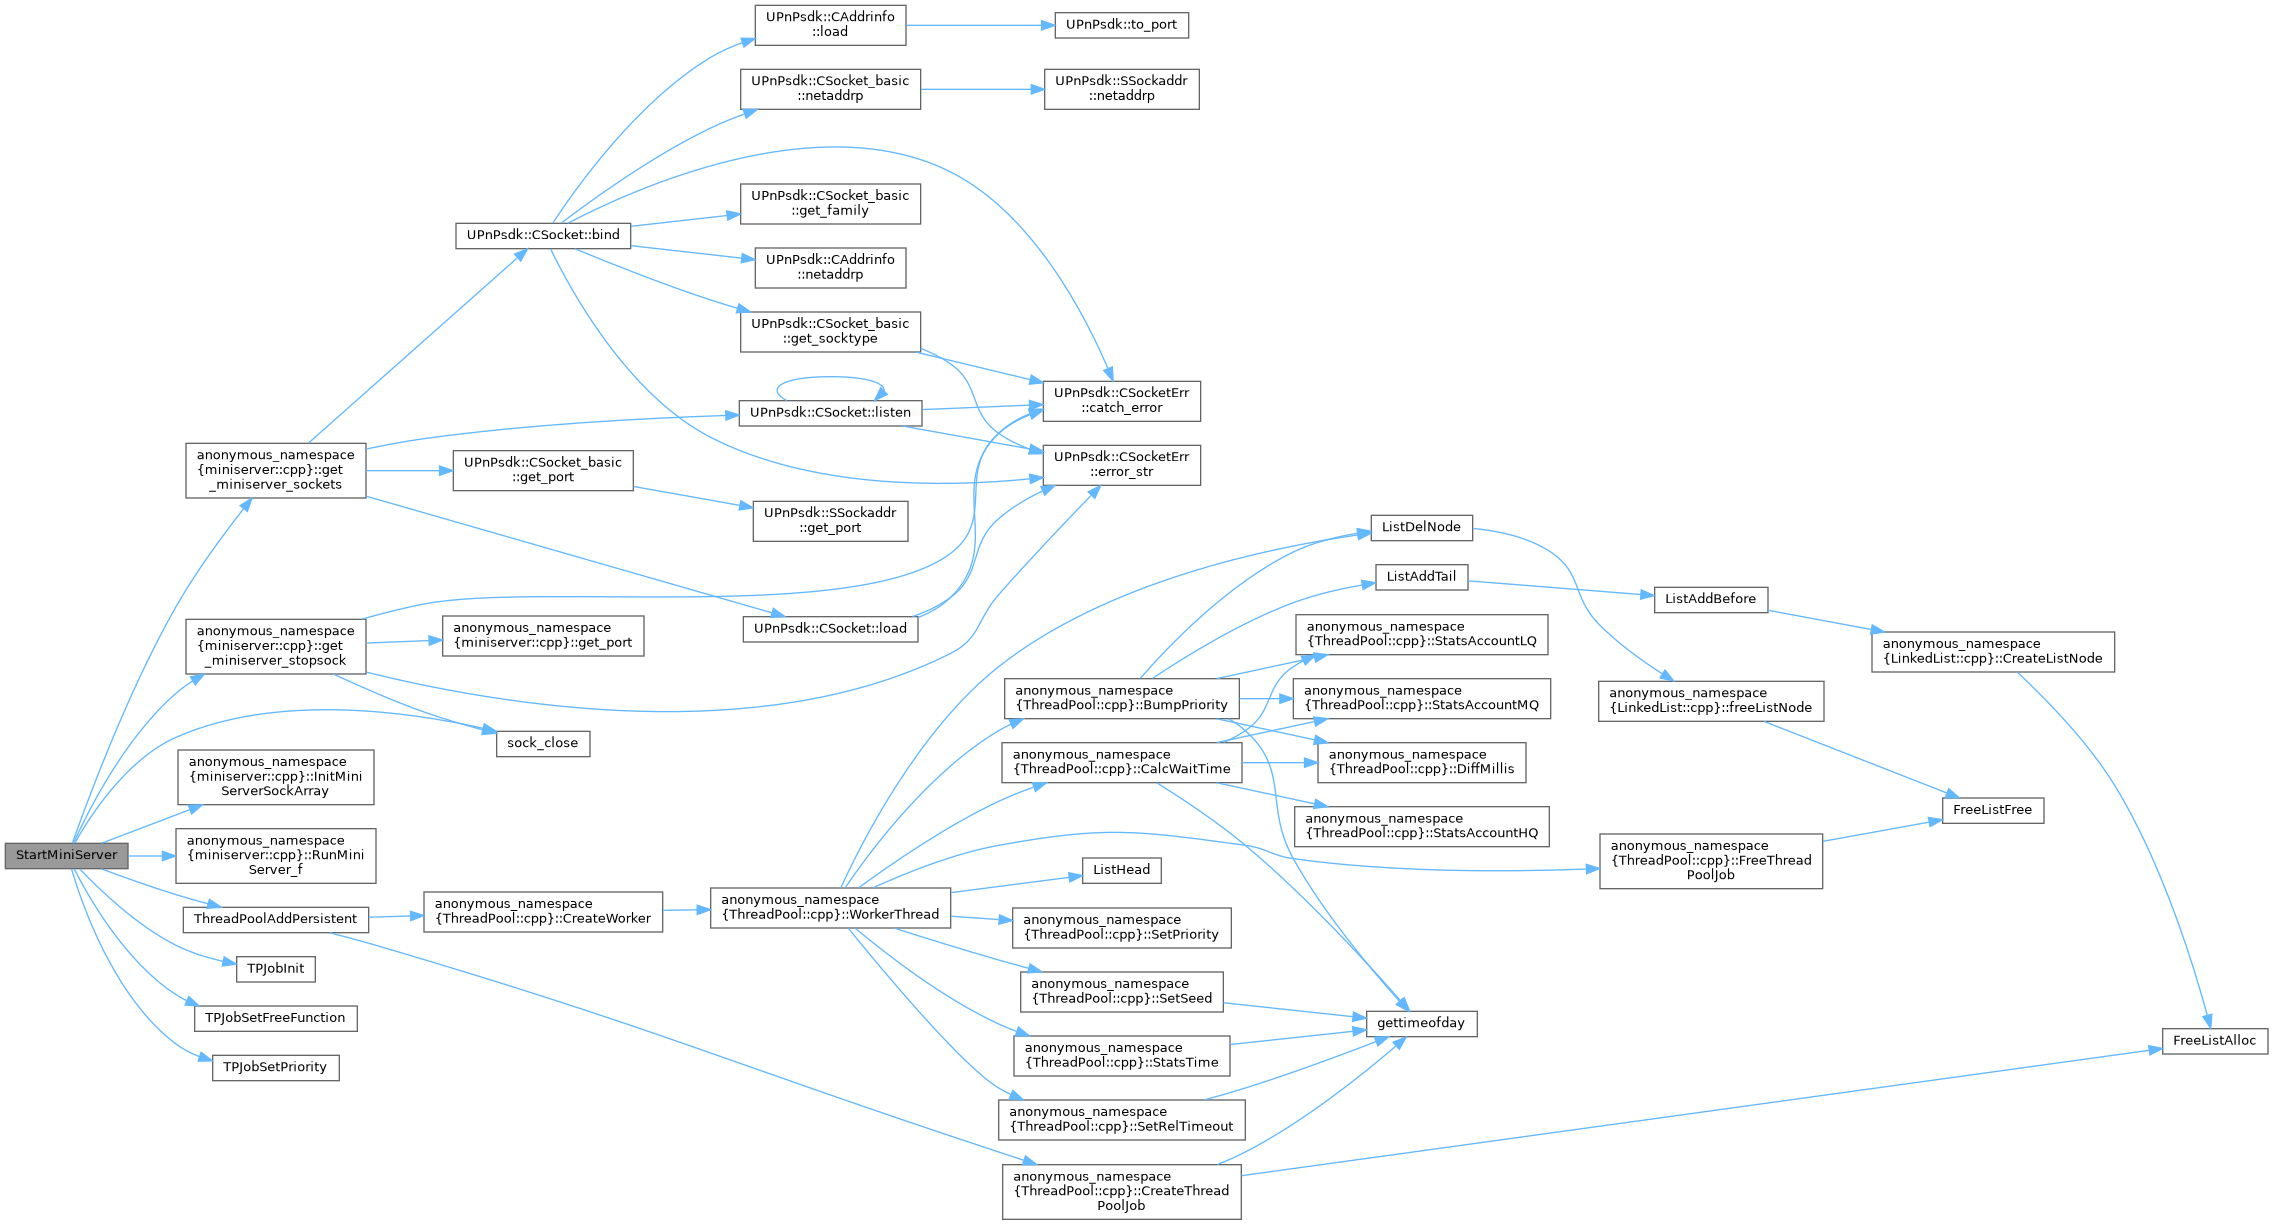 UPnPsdk::CAddrinfo
::load
UPnPsdk::to_port
UPnPsdk::CSocket_basic
::netaddrp
UPnPsdk::SSockaddr
::netaddrp
UPnPsdk::CSocket_basic
::get_family
UPnPsdk::CSocket::bind
UPnPsdk::CAddrinfo
::netaddrp
UPnPsdk::CSocket_basic
::get_socktype
UPnPsdk::CSocket::listen
UPnPsdk::CSocketErr
::catch_error
anonymous_namespace
{miniserver::cpp}::get
_miniserver_sockets
UPnPsdk::CSocket_basic
::get_port
UPnPsdk::CSocketErr
::error_str
UPnPsdk::SSockaddr
::get_port
ListDelNode
ListAddTail
ListAddBefore
anonymous_namespace
{miniserver::cpp}::get
_miniserver_stopsock
anonymous_namespace
{miniserver::cpp}::get_port
UPnPsdk::CSocket::load
anonymous_namespace
{ThreadPool::cpp}::StatsAccountLQ
anonymous_namespace
{LinkedList::cpp}::CreateListNode
anonymous_namespace
{ThreadPool::cpp}::BumpPriority
anonymous_namespace
{ThreadPool::cpp}::StatsAccountMQ
anonymous_namespace
{LinkedList::cpp}::freeListNode
sock_close
anonymous_namespace
{miniserver::cpp}::InitMini
ServerSockArray
anonymous_namespace
{ThreadPool::cpp}::CalcWaitTime
anonymous_namespace
{ThreadPool::cpp}::DiffMillis
anonymous_namespace
{ThreadPool::cpp}::StatsAccountHQ
FreeListFree
StartMiniServer
anonymous_namespace
{miniserver::cpp}::RunMini
Server_f
ListHead
anonymous_namespace
{ThreadPool::cpp}::FreeThread
PoolJob
ThreadPoolAddPersistent
anonymous_namespace
{ThreadPool::cpp}::CreateWorker
anonymous_namespace
{ThreadPool::cpp}::WorkerThread
anonymous_namespace
{ThreadPool::cpp}::SetPriority
TPJobInit
anonymous_namespace
{ThreadPool::cpp}::SetSeed
TPJobSetFreeFunction
gettimeofday
FreeListAlloc
anonymous_namespace
{ThreadPool::cpp}::StatsTime
TPJobSetPriority
anonymous_namespace
{ThreadPool::cpp}::SetRelTimeout
anonymous_namespace
{ThreadPool::cpp}::CreateThread
PoolJob